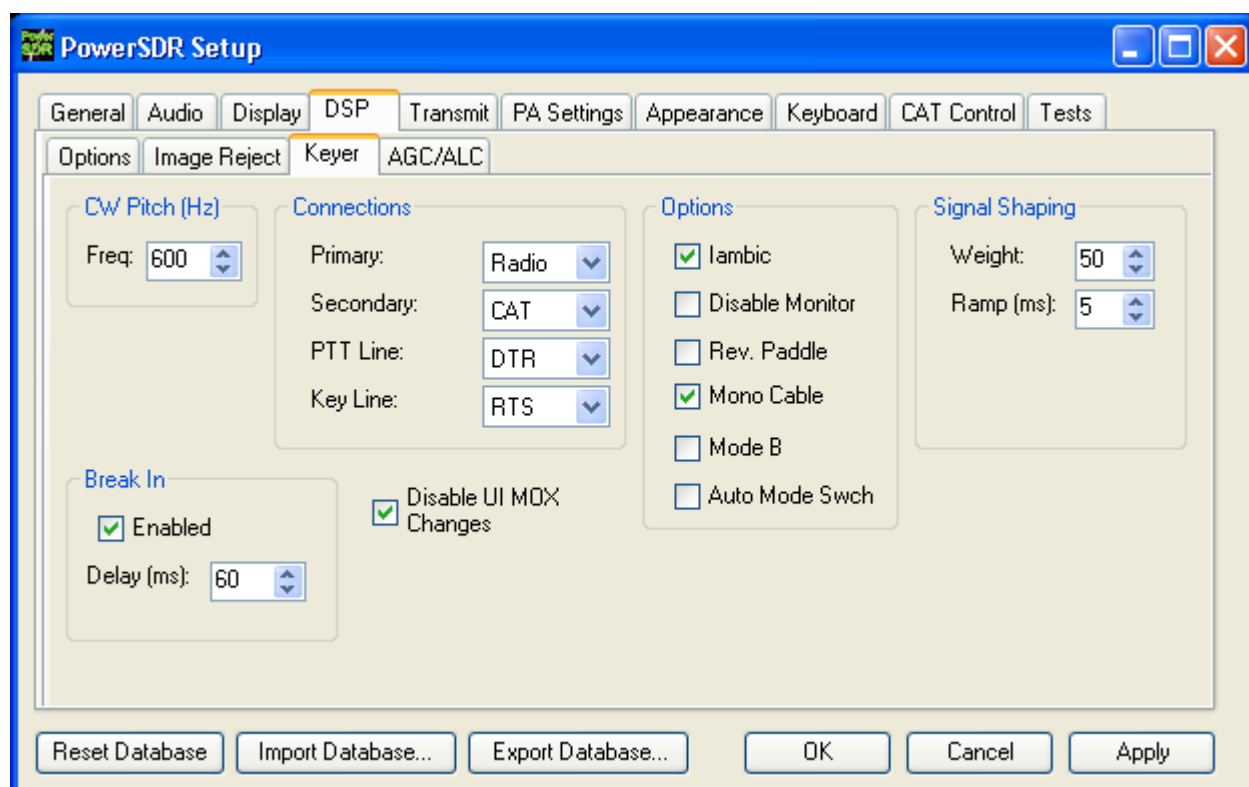 PowerSDR Setup
General Audio Display DSP Transmit PA Settings Appearance Keyboard CAT Control Tests
Options Image Reject Keyer AGC/ALC
CW Pitch (Hz)
Freq: 600
Connections
Primary: Radio
Secondary: CAT
PTT Line: DTR
Key Line: RTS
Options
Iambic
Disable Monitor
Rev. Paddle
Mono Cable
Mode B
Auto Mode Swch
Signal Shaping
Weight: 50
Ramp (ms): 5
Break In
Enabled
Delay (ms): 60
Disable UI MOX
Changes
Reset Database Import Database... Export Database... OK Cancel Apply